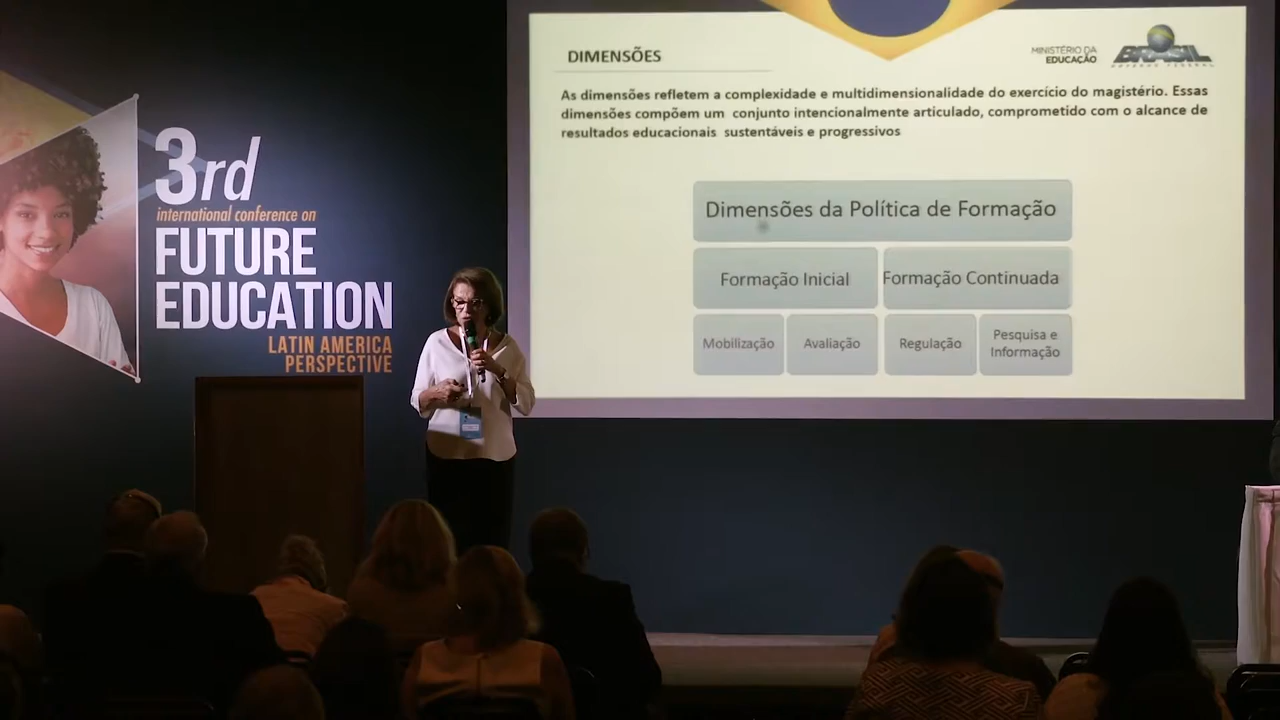 3rd
international conference on
FUTURE
EDUCATION
LATIN AMERICA
PERSPECTIVE
DIMENSÕES
MINISTÉRIO DA
EDUCAÇÃO
BRASIL
GOVERNO FEDERAL
As dimensões refletem a complexidade e multidimensionalidade do exercício do magistério. Essas
dimensões compõem um conjunto intencionalmente articulado, comprometido com o alcance de
resultados educacionais sustentáveis e progressivos
Dimensões da Política de Formação
Formação Inicial
Formação Continuada
Mobilização
Avaliação
Regulação
Pesquisa e
Informação